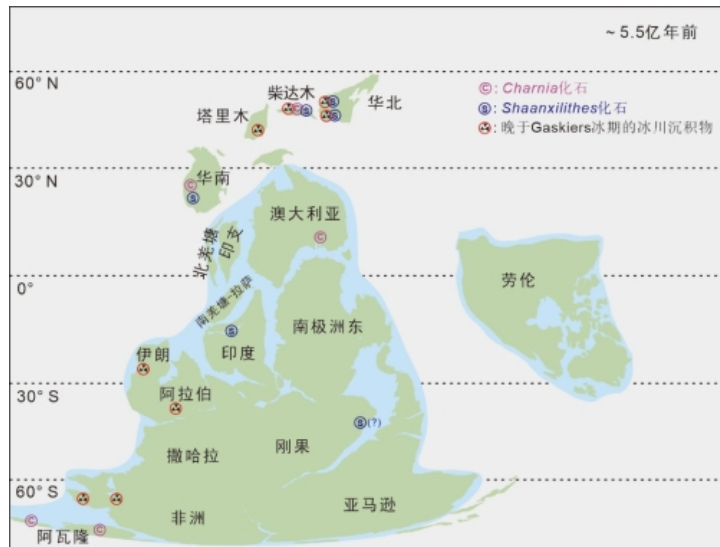 ~ 5.5亿年前
60° N
柴达木
华北
塔里木
©: Charnia化石
Ⓢ: Shaanxilithes化石
: 晚于Gaskiers冰期的冰川沉积物
30° N
华南
澳大利亚
北羌塘
印支
0°
劳伦
南羌塘-拉萨
南极洲东
印度
伊朗
30° S
阿拉伯
Ⓢ(?)
撒哈拉
刚果
60° S
亚马逊
非洲
阿瓦隆